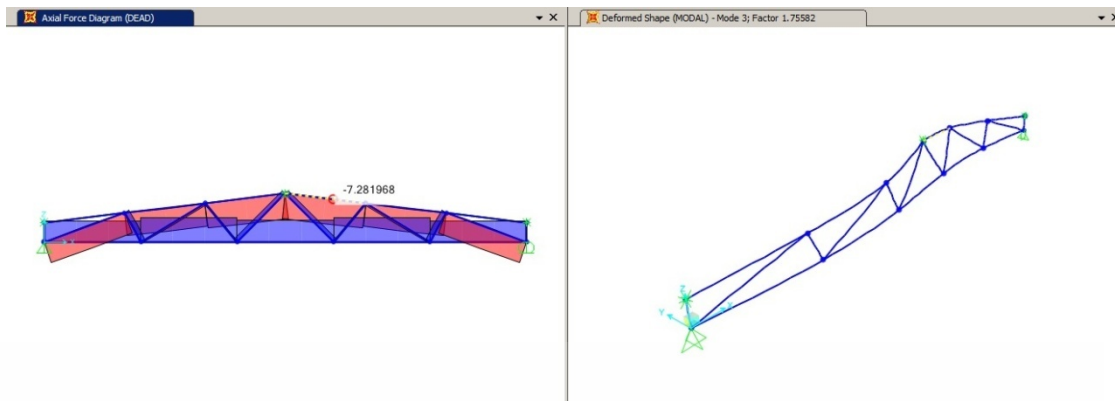 Axial Force Diagram (DEAD)
Deformed Shape (MODAL) - Mode 3; Factor 1.75582
-7.281968
Z
X
Z
Y
X